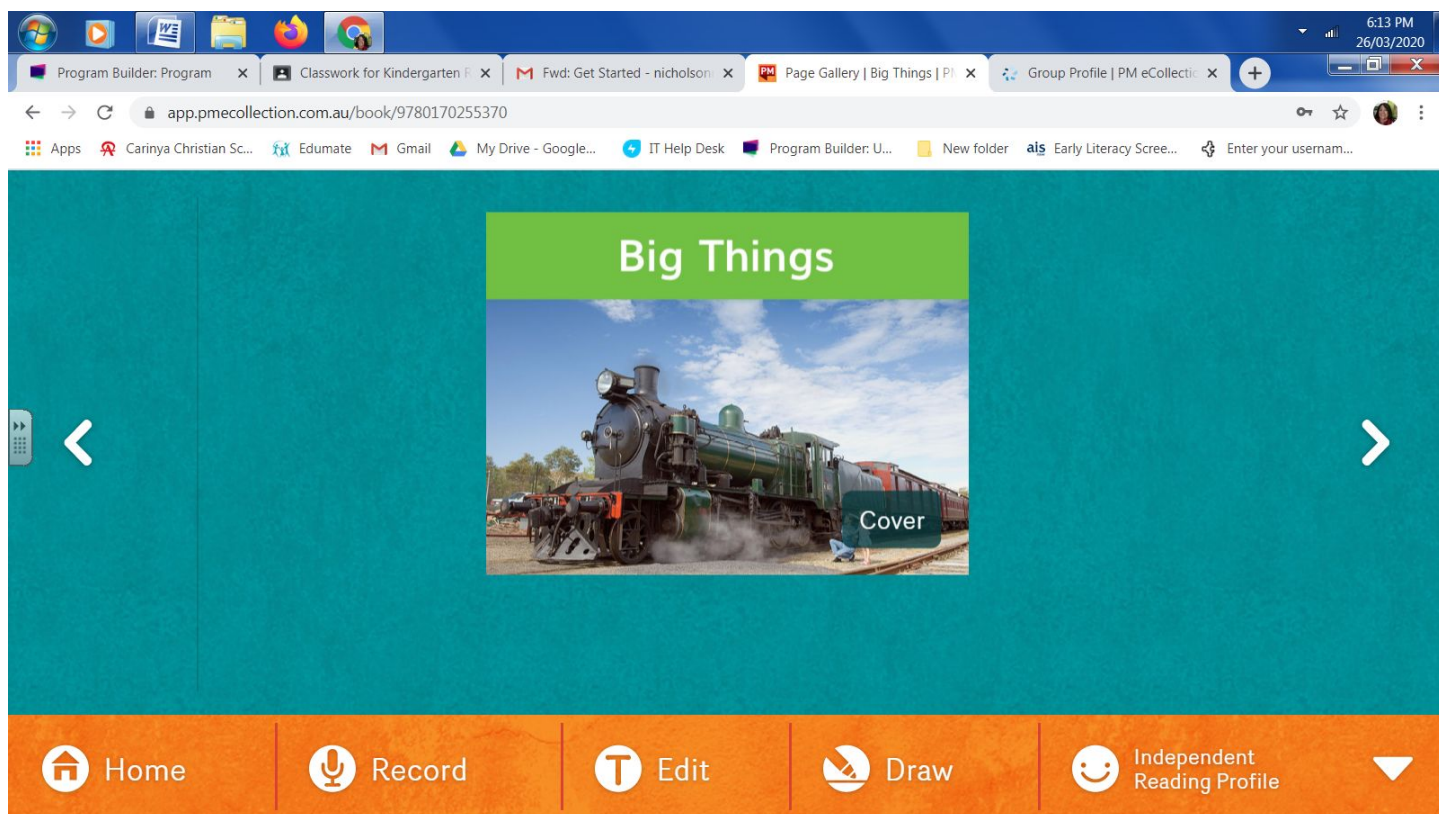 6:13 PM
26/03/2020
Program Builder: Program
Classwork for Kindergarten R
Fwd: Get Started - nicholson
PM
Page Gallery | Big Things | P
Group Profile | PM eCollectic
app.pmecollection.com.au/book/9780170255370
Apps
Carinya Christian Sc...
Edumate
My Gmail
My Drive - Google...
IT Help Desk
Program Builder: U...
New folder
ais Early Literacy Scree...
Enter your usernam...
Big Things
Cover
Home
Record
T Edit
Draw
Independent
Reading Profile